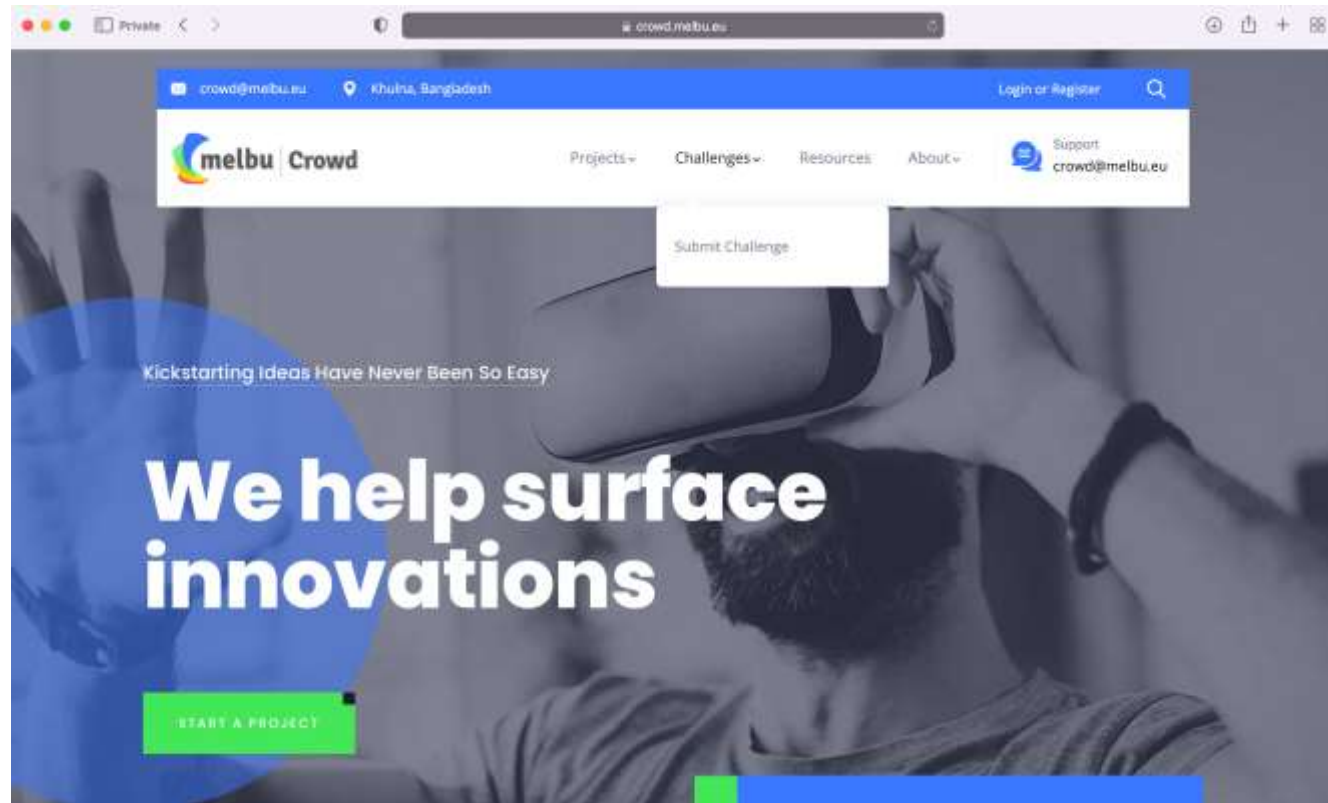 Private
crowd.melbu.eu
crowd@melbu.eu
Khulna, Bangladesh
Login or Register
melbu | Crowd
Projects
Challenges
Resources
About
Support
crowd@melbu.eu
Submit Challenge
Kickstarting Ideas Have Never Been So Easy
We help surface
innovations
START A PROJECT